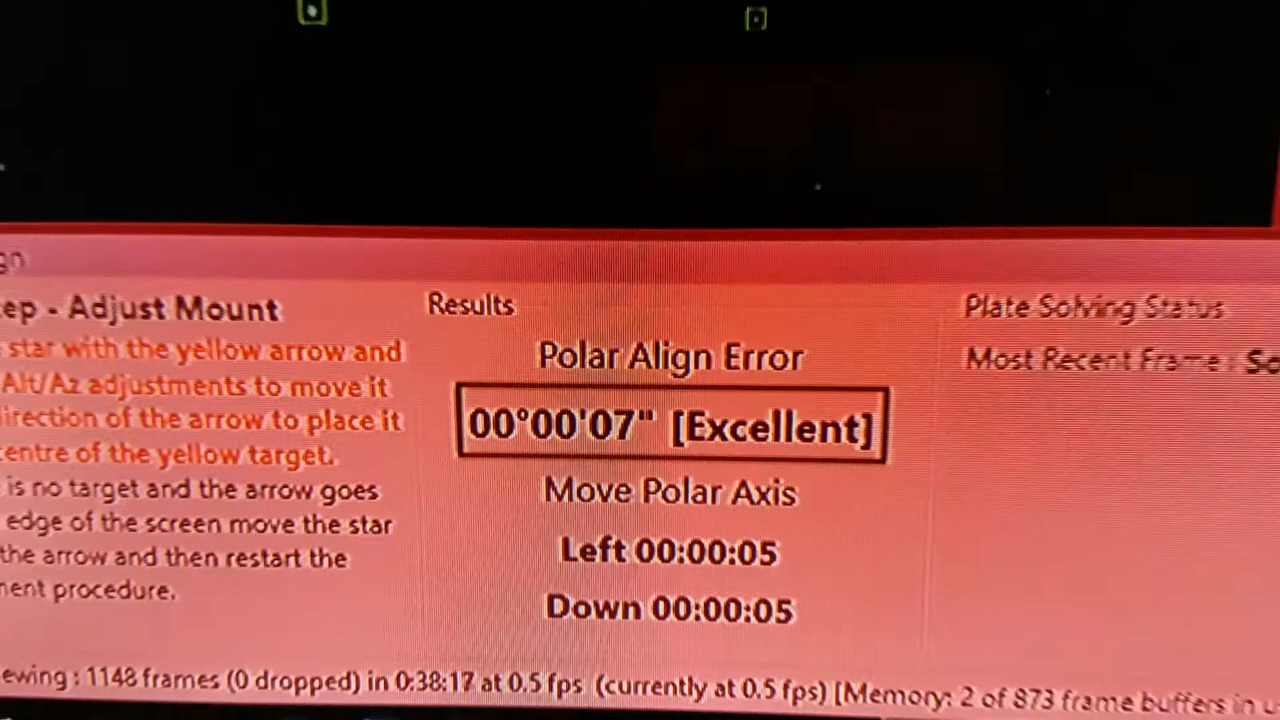 gn
ep - Adjust Mount
star with the yellow arrow and
Alt/Az adjustments to move it
direction of the arrow to place it
centre of the yellow target.
is no target and the arrow goes
edge of the screen move the star
the arrow and then restart the
ment procedure.
Results
Polar Align Error
00°00'07" [Excellent]
Move Polar Axis
Left 00:00:05
Down 00:00:05
Plate Solving Status
Most Recent Frame : So
ewing : 1148 frames (0 dropped) in 0:38:17 at 0.5 fps (currently at 0.5 fps) [Memory: 2 of 873 frame buffers in u